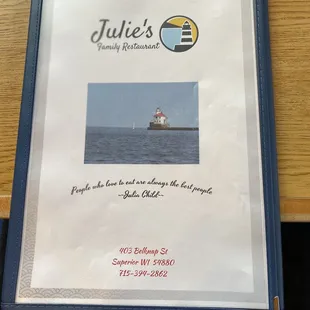 Julie's
Family Restaurant
People who love to eat are always the best people
~~Julia Child~~
403 Belknap St
Superior WI 54880
715-394-2862